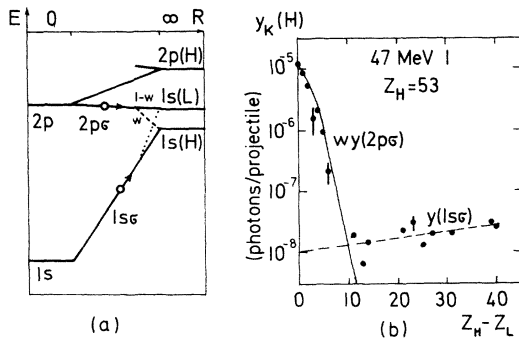 E 0 ∞ R
2p(H)
1s(L)
1-w
w
1s(H)
2p 2pσ
1sσ
1s
(a)
y_K(H)
(photons/projectile)
47 MeV I
Z_H=53
10^-5
10^-6
10^-7
10^-8
wy(2pσ)
y(1sσ)
0 10 20 30 40
(b) Z_H-Z_L